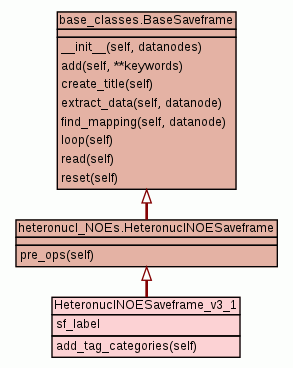 base_classes.BaseSaveframe
__init__(self, datanodes)
add(self, **keywords)
create_title(self)
extract_data(self, datanode)
find_mapping(self, datanode)
loop(self)
read(self)
reset(self)
heteronucl_NOEs.HeteronuclNOESaveframe
pre_ops(self)
HeteronuclNOESaveframe_v3_1
sf_label
add_tag_categories(self)